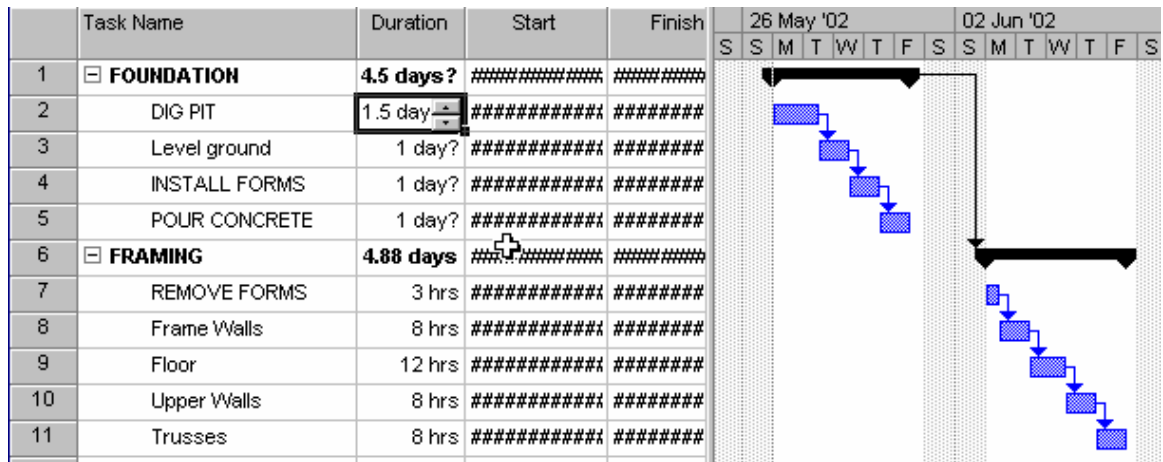 Task Name Duration Start Finish 26 May '02 02 Jun '02
S S M T W T F S S M T W T F S
1 FOUNDATION 4.5 days? ############ ########
2 DIG PIT 1.5 day ############ ########
3 Level ground 1 day? ############ ########
4 INSTALL FORMS 1 day? ############ ########
5 POUR CONCRETE 1 day? ############ ########
6 FRAMING 4.88 days ############ ########
7 REMOVE FORMS 3 hrs ############ ########
8 Frame Walls 8 hrs ############ ########
9 Floor 12 hrs ############ ########
10 Upper Walls 8 hrs ############ ########
11 Trusses 8 hrs ############ ########